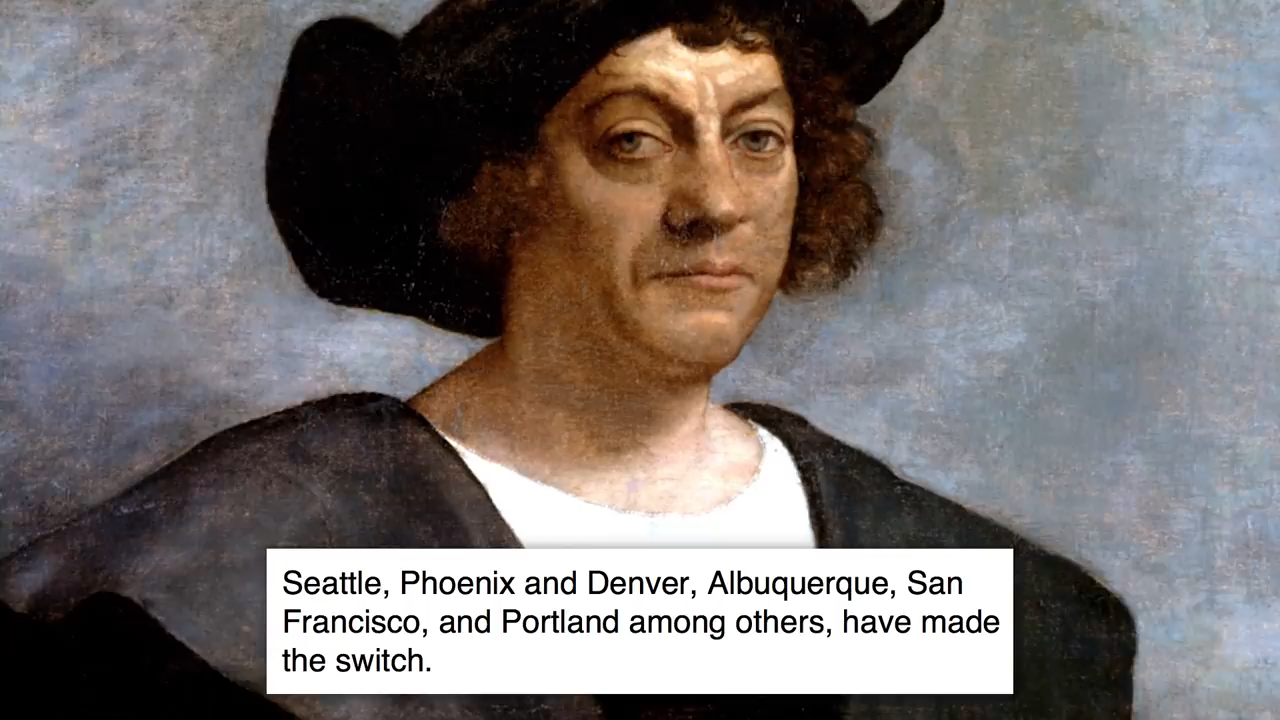 Seattle, Phoenix and Denver, Albuquerque, San
Francisco, and Portland among others, have made
the switch.